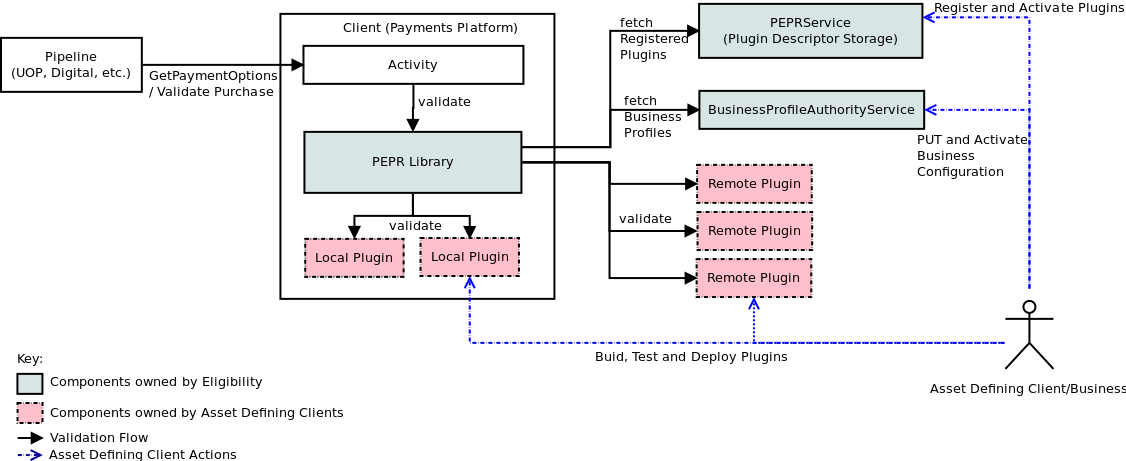 Register and Activate Plugins
Client (Payments Platform)
fetch
Registered
Plugins
PEPRService
(Plugin Descriptor Storage)
Pipeline
(UOP, Digital, etc.)
GetPaymentOptions
/ Validate Purchase
Activity
validate
fetch
Business
Profiles
BusinessProfileAuthorityService
PUT and Activate
Business
Configuration
PEPR Library
Remote Plugin
validate
Remote Plugin
Remote Plugin
validate
Local Plugin
Local Plugin
Buid, Test and Deploy Plugins
Asset Defining Client/Business
Key:
Components owned by Eligibility
Components owned by Asset Defining Clients
Validation Flow
Asset Defining Client Actions